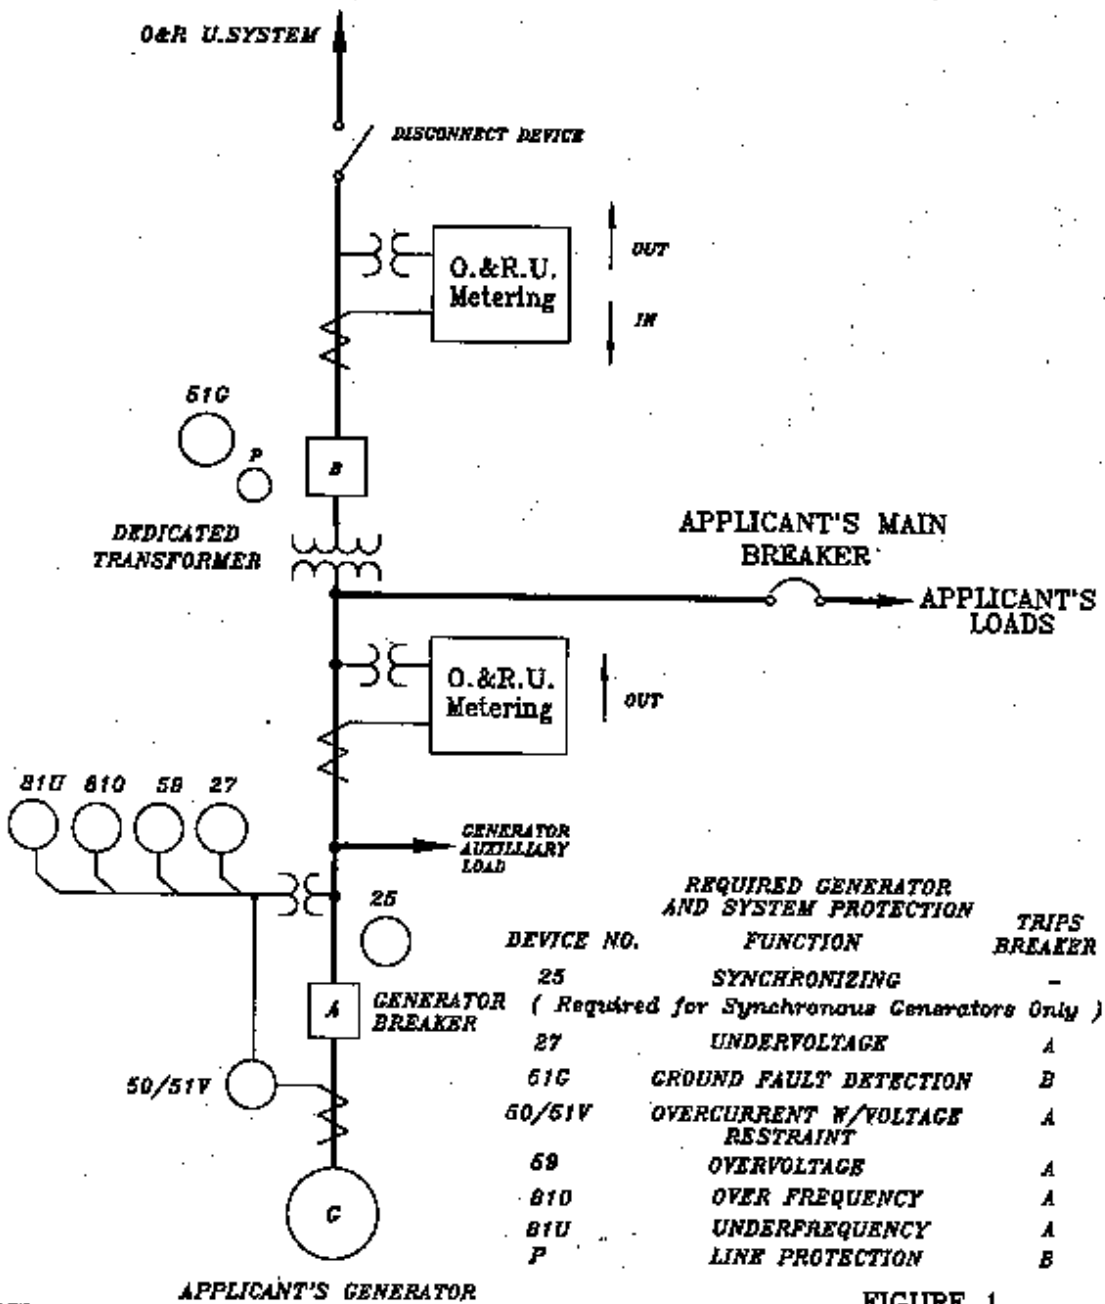 O&R U.SYSTEM
DISCONNECT DEVICE
O.&R.U.
Metering
OUT
IN
51G
P
B
DEDICATED
TRANSFORMER
APPLICANT'S MAIN
BREAKER
APPLICANT'S
LOADS
O.&R.U.
Metering
OUT
81U 81O 59 27
GENERATOR
AUXILLIARY
LOAD
25
A
GENERATOR
BREAKER
50/51V
G
APPLICANT'S GENERATOR
REQUIRED GENERATOR
AND SYSTEM PROTECTION
DEVICE NO. FUNCTION TRIPS
BREAKER
25 SYNCHRONIZING -
( Required for Synchronous Generators Only )
27 UNDERVOLTAGE A
51G GROUND FAULT DETECTION B
50/51V OVERCURRENT W/VOLTAGE A
RESTRAINT
59 OVERVOLTAGE A
81O OVER FREQUENCY A
81U UNDERFREQUENCY A
P LINE PROTECTION B
FIGURE 1